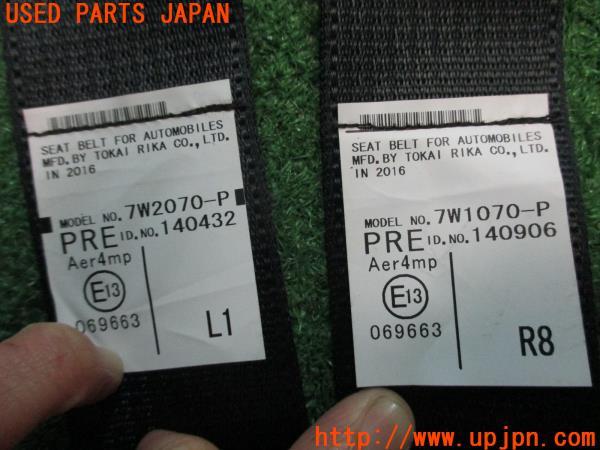 USED PARTS JAPAN
SEAT BELT FOR AUTOMOBILES
MFD. BY TOKAI RIKA CO., LTD.
IN 2016
MODEL NO. 7W2070-P
PRE ID.NO. 140432
Aer4mp
E13
069663
L1
SEAT BELT FOR AUTOMOBILES
MFD. BY TOKAI RIKA CO., LTD.
IN 2016
MODEL NO. 7W1070-P
PRE ID.NO. 140906
Aer4mp
E13
069663
R8
http://www.upjpn.com/